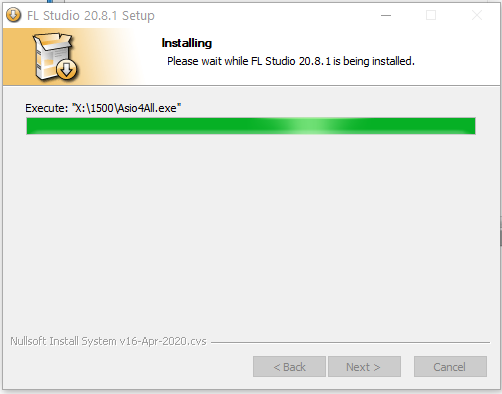 FL Studio 20.8.1 Setup
Installing
Please wait while FL Studio 20.8.1 is being installed.
Execute: "X:\1500\Asio4All.exe"
Nullsoft Install System v16-Apr-2020.cvs
< Back Next > Cancel